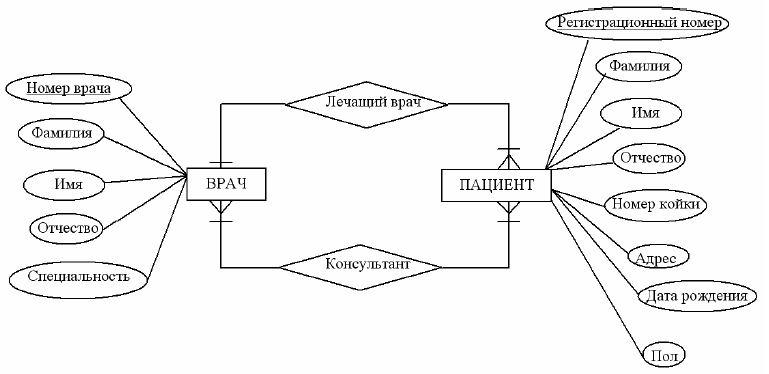 Регистрационный номер
Фамилия
Номер врача
Лечащий врач
Имя
Фамилия
Отчество
Имя
ВРАЧ
ПАЦИЕНТ
Номер койки
Отчество
Адрес
Специальность
Консультант
Дата рождения
Пол